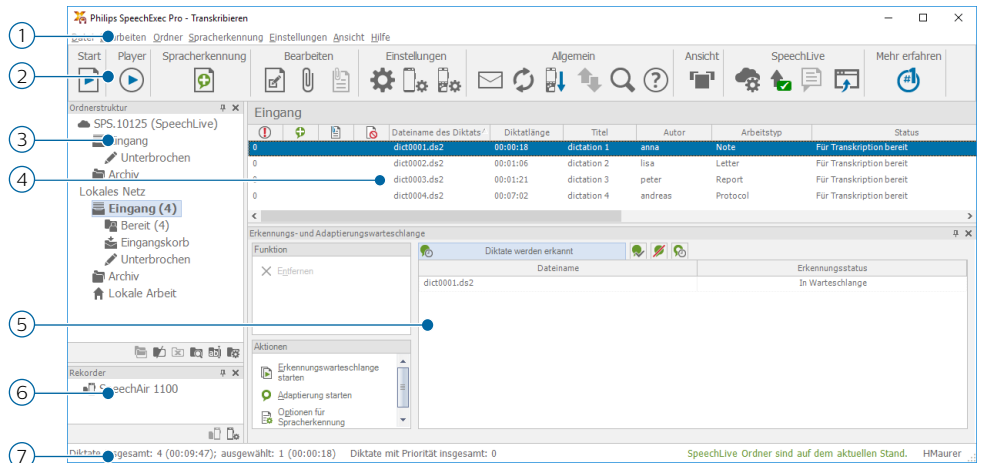 Philips SpeechExec Pro - Transkribieren
1
Datei Bearbeiten Ordner Spracherkennung Einstellungen Ansicht Hilfe
Start Player Spracherkennung Bearbeiten Einstellungen Allgemein Ansicht SpeechLive Mehr erfahren
2
#1
Ordnerstruktur
SPS.10125 (SpeechLive)
3
Eingang
Unterbrochen
Archiv
Lokales Netz
Eingang (4)
Bereit (4)
Eingangskorb
Unterbrochen
Archiv
Lokale Arbeit
Eingang
Dateiname des Diktats Diktatlänge Titel Autor Arbeitstyp Status
0 dict0001.ds2 00:00:18 dictation 1 anna Note Für Transkription bereit
0 dict0002.ds2 00:01:06 dictation 2 lisa Letter Für Transkription bereit
4
dict0003.ds2 00:01:21 dictation 3 peter Report Für Transkription bereit
0 dict0004.ds2 00:07:02 dictation 4 andreas Protocol Für Transkription bereit
Erkennungs- und Adaptierungswarteschlange
Funktion
Entfernen
Diktate werden erkannt
Dateiname Erkennungsstatus
dict0001.ds2 In Warteschlange
5
Aktionen
Erkennungswarteschlange
starten
Adaptierung starten
Optionen für
Spracherkennung
Rekorder
6
SpeechAir 1100
7
Diktate insgesamt: 4 (00:09:47); ausgewählt: 1 (00:00:18) Diktate mit Priorität insgesamt: 0 SpeechLive Ordner sind auf dem aktuellen Stand. HMaurer